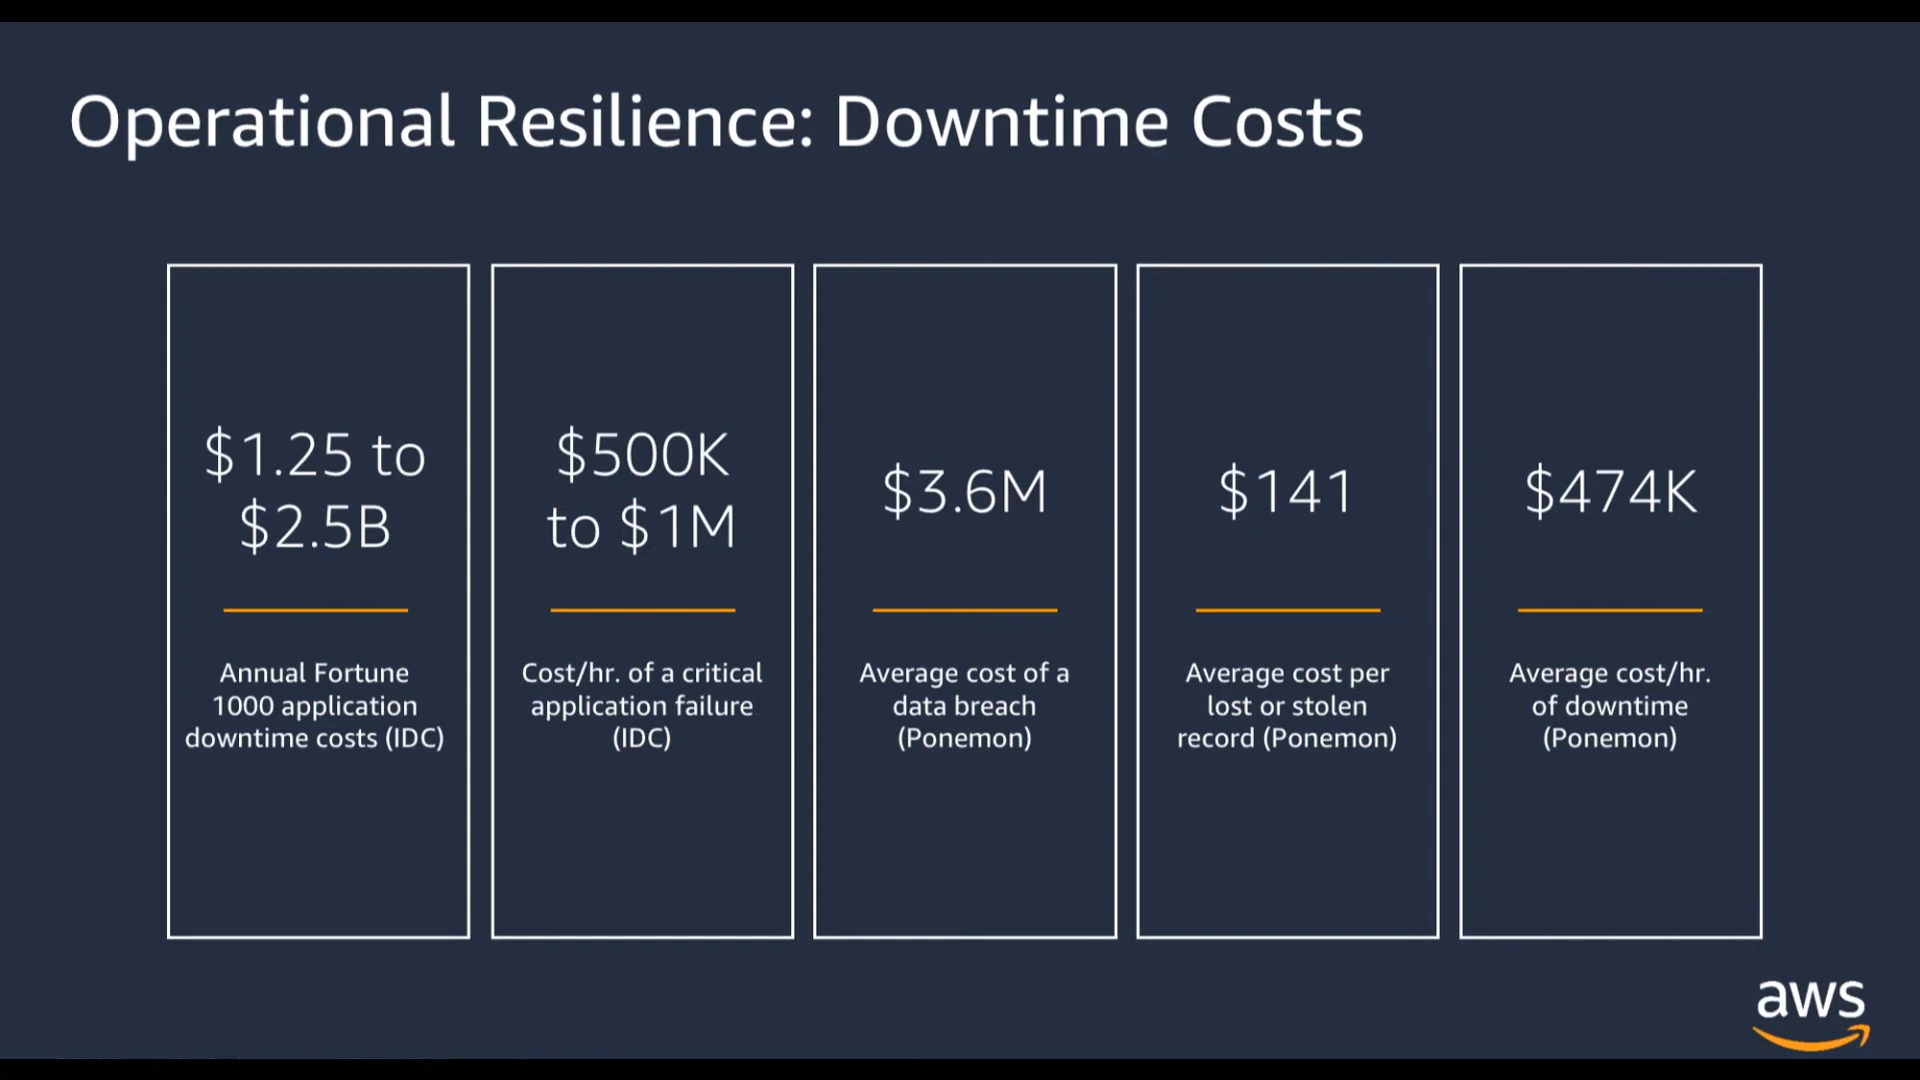 Operational Resilience: Downtime Costs
$1.25 to
$2.5B
Annual Fortune
1000 application
downtime costs (IDC)
$500K
to $1M
Cost/hr. of a critical
application failure
(IDC)
$3.6M
Average cost of a
data breach
(Ponemon)
$141
Average cost per
lost or stolen
record (Ponemon)
$474K
Average cost/hr.
of downtime
(Ponemon)
aws